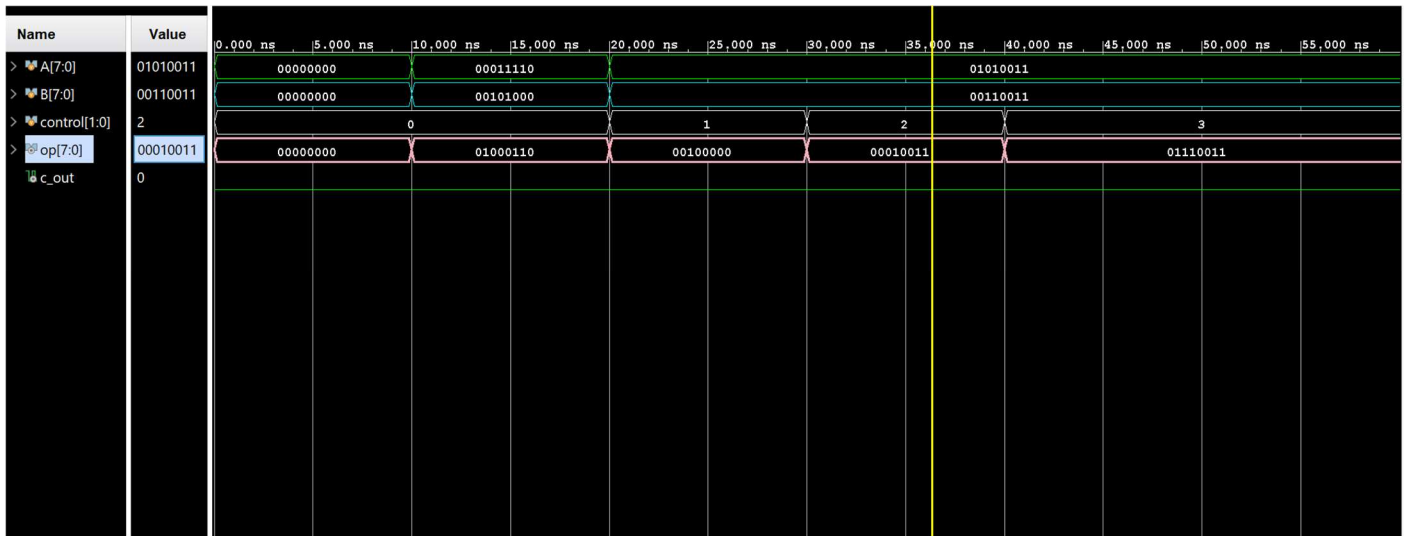 Name Value
0.000 ns 5.000 ns 10.000 ns 15.000 ns 20.000 ns 25.000 ns 30.000 ns 35.000 ns 40.000 ns 45.000 ns 50.000 ns 55.000 ns
A[7:0] 01010011 00000000 00011110 01010011
B[7:0] 00110011 00000000 00101000 00110011
control[1:0] 2 0 1 2 3
op[7:0] 00010011 00000000 01000110 00100000 00010011 01110011
c_out 0